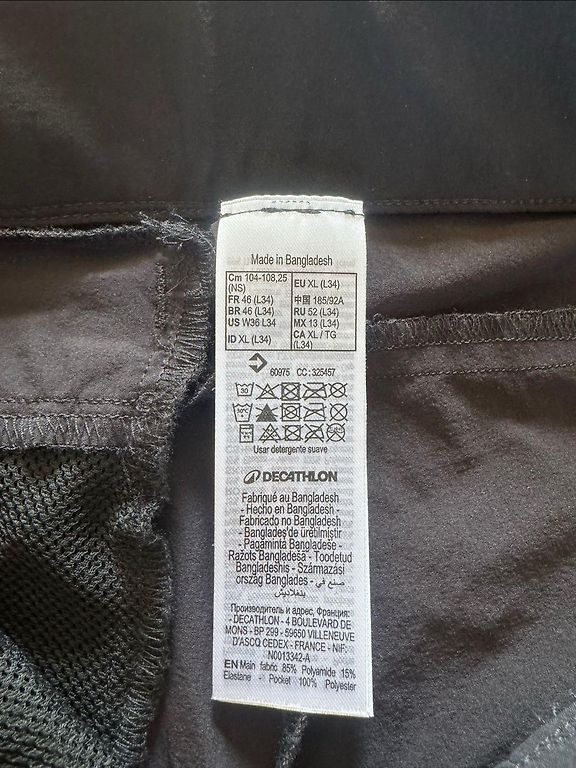 Made in Bangladesh
Cm 104-108,25 (NS)
FR 46 (L34)
BR 46 (L34)
US W36 L34
ID XL (L34)
EU XL (L34)
中国 185/92A
RU 52 (L34)
MX 13 (L34)
CA XL / TG (L34)
60975 CC : 325457
30
Usar detergente suave
DECATHLON
Fabriqué au Bangladesh
- Hecho en Bangladesh -
Fabricado no Bangladesh
- Bangladeş'de üretilmiştir
- Pagaminta Bangladeše -
Ražots Bangladešā - Toodetud
Bangladeshis - Származási
ország Banglades - صنع في
بنغلاديش
Производитель и адрес, Франция:
- DECATHLON - 4 BOULEVARD DE
MONS - BP 299 - 59650 VILLENEUVE
D'ASCQ CEDEX - FRANCE - NIF:
N0013342-A
EN Main fabric 85% Polyamide 15%
Elastane - Pocket 100% Polyester